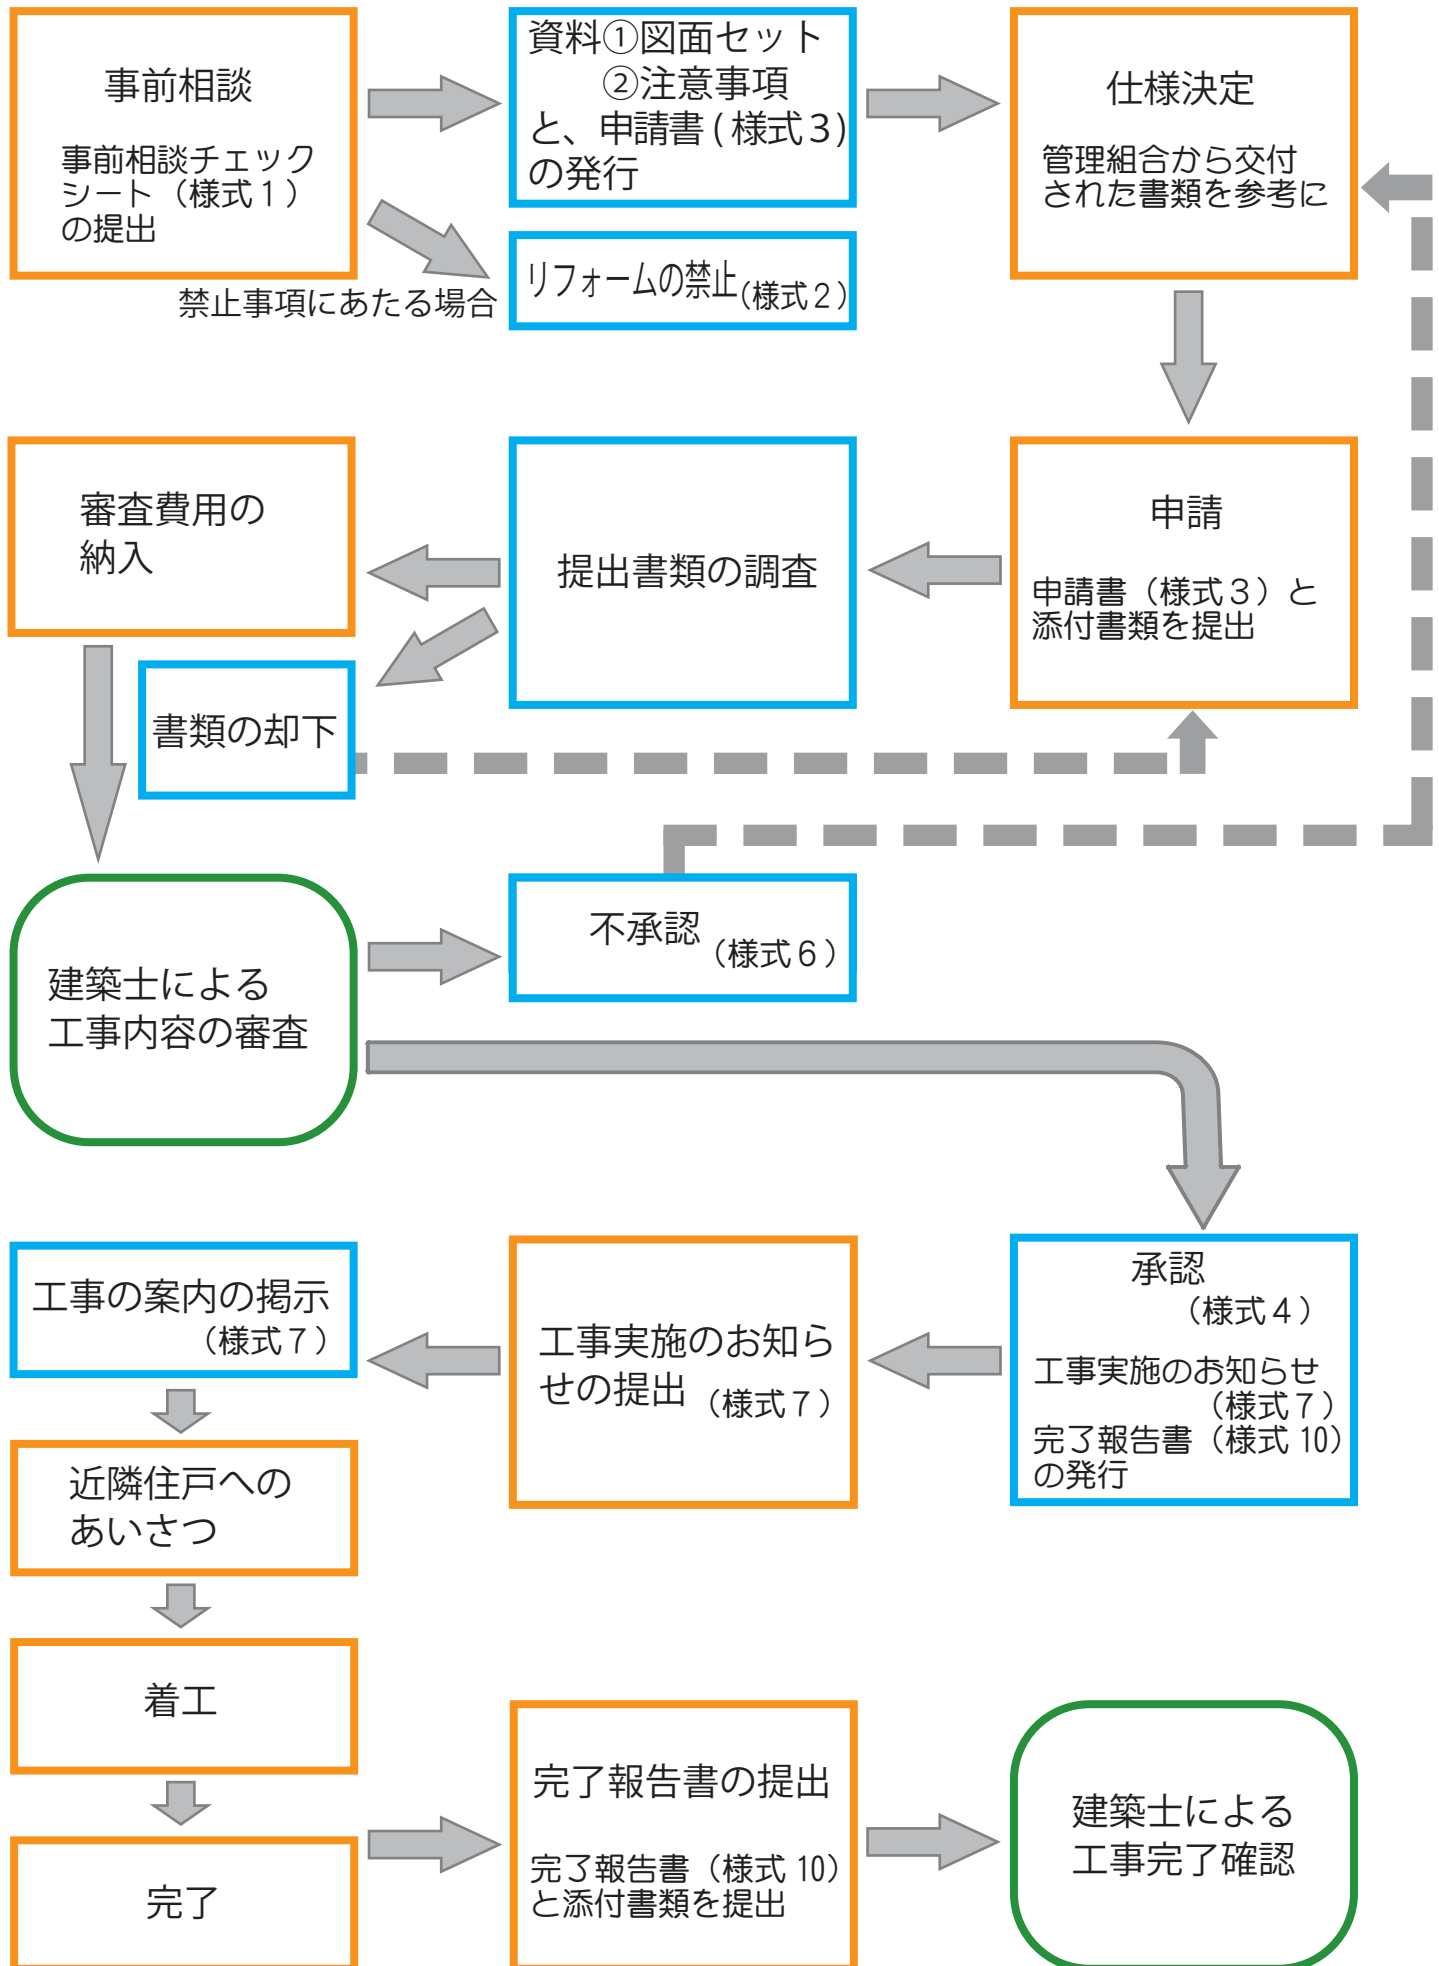 事前相談
事前相談チェック
シート（様式１）
の提出
資料①図面セット
②注意事項
と、申請書(様式３)
の発行
仕様決定
管理組合から交付
された書類を参考に
リフォームの禁止(様式２)
禁止事項にあたる場合
審査費用の
納入
提出書類の調査
申請
申請書（様式３）と
添付書類を提出
書類の却下
建築士による
工事内容の審査
不承認（様式６）
承認
（様式４）
工事実施のお知らせ
（様式７）
完了報告書（様式 10）
の発行
工事実施のお知ら
せの提出（様式７）
工事の案内の掲示
（様式７）
近隣住戸への
あいさつ
着工
完了
完了報告書の提出
完了報告書（様式 10）
と添付書類を提出
建築士による
工事完了確認